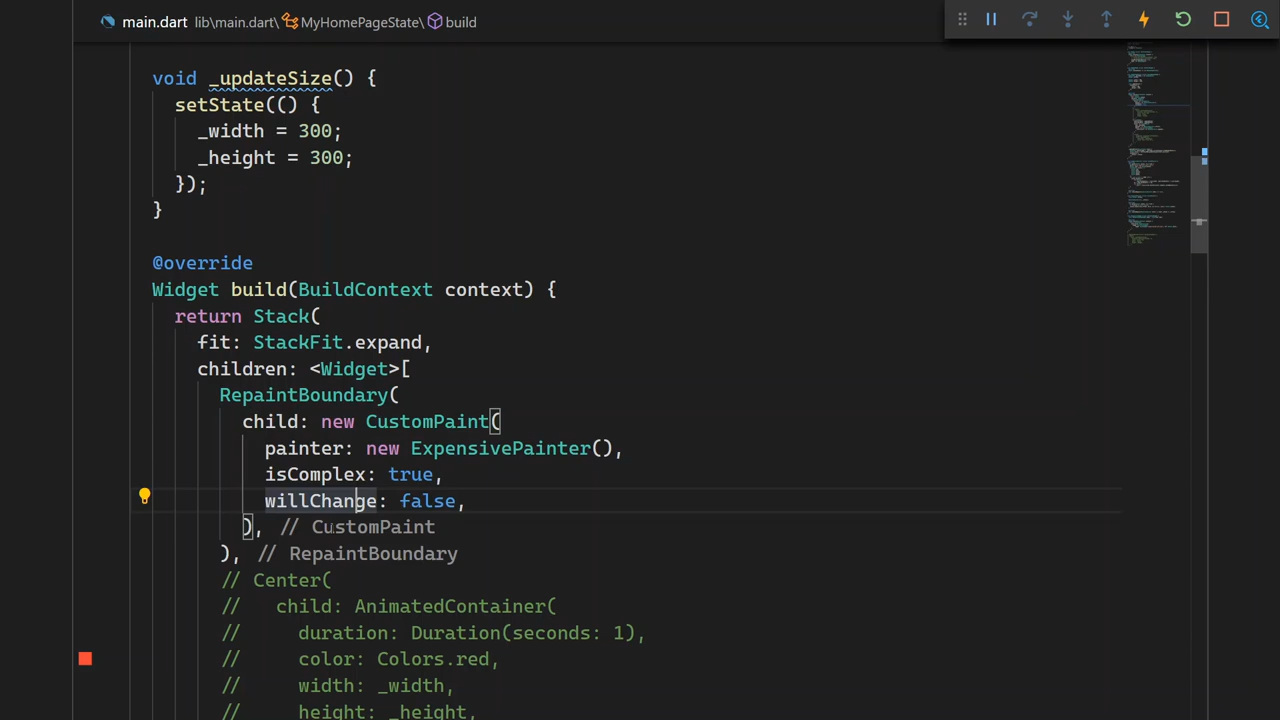 main.dart lib\main.dart\ MyHomePageState\ build
void _updateSize() {
setState(() {
_width = 300;
_height = 300;
});
}
@override
Widget build(BuildContext context) {
return Stack(
fit: StackFit.expand,
children: <Widget>[
RepaintBoundary(
child: new CustomPaint(
painter: new ExpensivePainter(),
isComplex: true,
willChange: false,
), // CustomPaint
), // RepaintBoundary
// Center(
// child: AnimatedContainer(
// duration: Duration(seconds: 1),
// color: Colors.red,
// width: _width,
// height: _height,